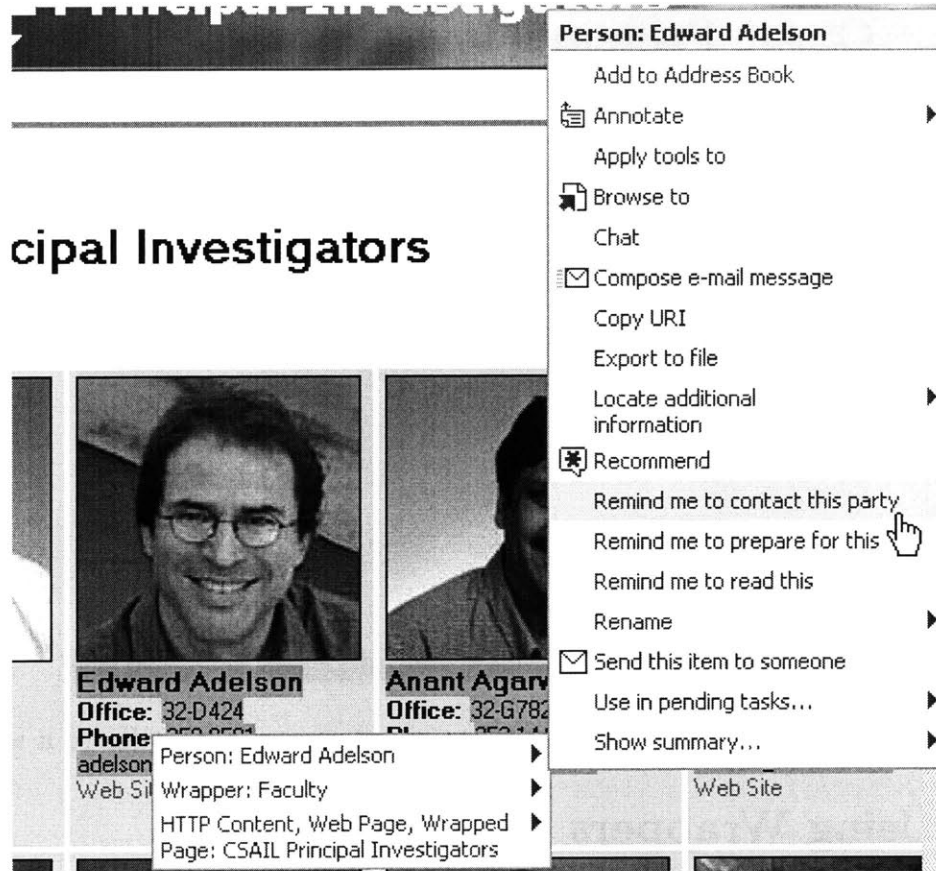 Principal Investigators
cipal Investigators
Edward Adelson
Office: 32-D424
Phone
adelson
Web Si
Anant Agarw
Office: 32-G782
Web Site
Person: Edward Adelson
Wrapper: Faculty
HTTP Content, Web Page, Wrapped
Page: CSAIL Principal Investigators
Person: Edward Adelson
Add to Address Book
Annotate
Apply tools to
Browse to
Chat
Compose e-mail message
Copy URI
Export to file
Locate additional
information
Recommend
Remind me to contact this party
Remind me to prepare for this
Remind me to read this
Rename
Send this item to someone
Use in pending tasks...
Show summary...